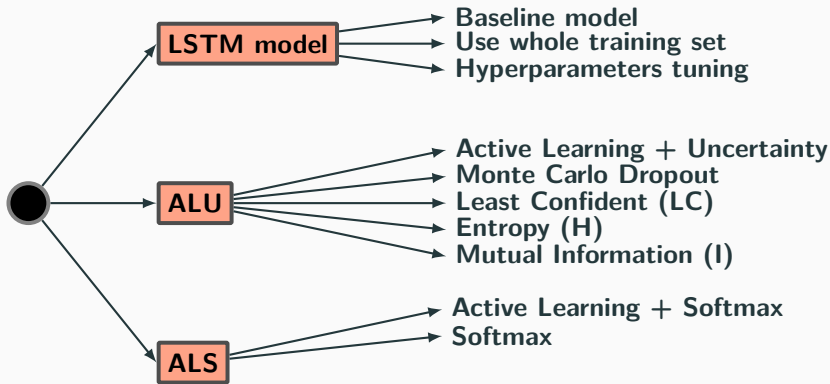 LSTM model
Baseline model
Use whole training set
Hyperparameters tuning
ALU
Active Learning + Uncertainty
Monte Carlo Dropout
Least Confident (LC)
Entropy (H)
Mutual Information (I)
ALS
Active Learning + Softmax
Softmax